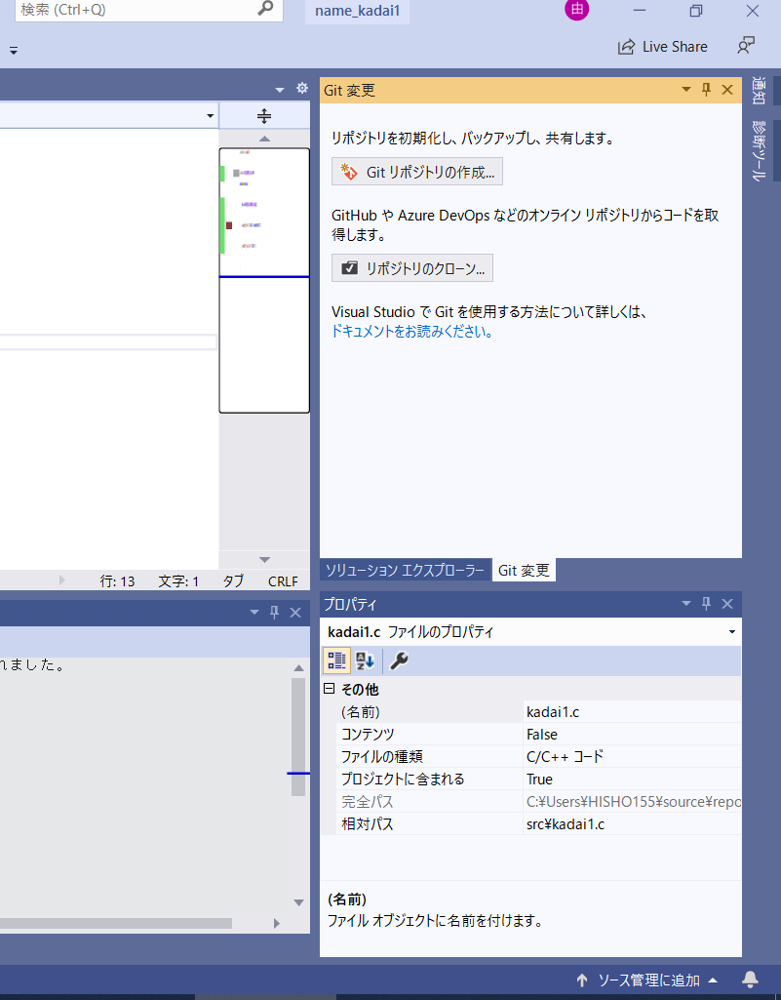 検索 (Ctrl+Q)
name_kadai1
由
Live Share
Git 変更
通知
診断ツール
リポジトリを初期化し、バックアップし、共有します。
Git リポジトリの作成...
GitHub や Azure DevOps などのオンライン リポジトリからコードを取
得します。
リポジトリのクローン...
Visual Studio で Git を使用する方法について詳しくは、
ドキュメントをお読みください。
ソリューション エクスプローラー
Git 変更
行: 13
文字: 1
タブ
CRLF
プロパティ
kadai1.c ファイルのプロパティ
れました。
その他
(名前) kadai1.c
コンテンツ False
ファイルの種類 C/C++ コード
プロジェクトに含まれる True
完全パス C:¥Users¥HISHO155¥source¥repo
相対パス src¥kadai1.c
(名前)
ファイル オブジェクトに名前を付けます。
ソース管理に追加